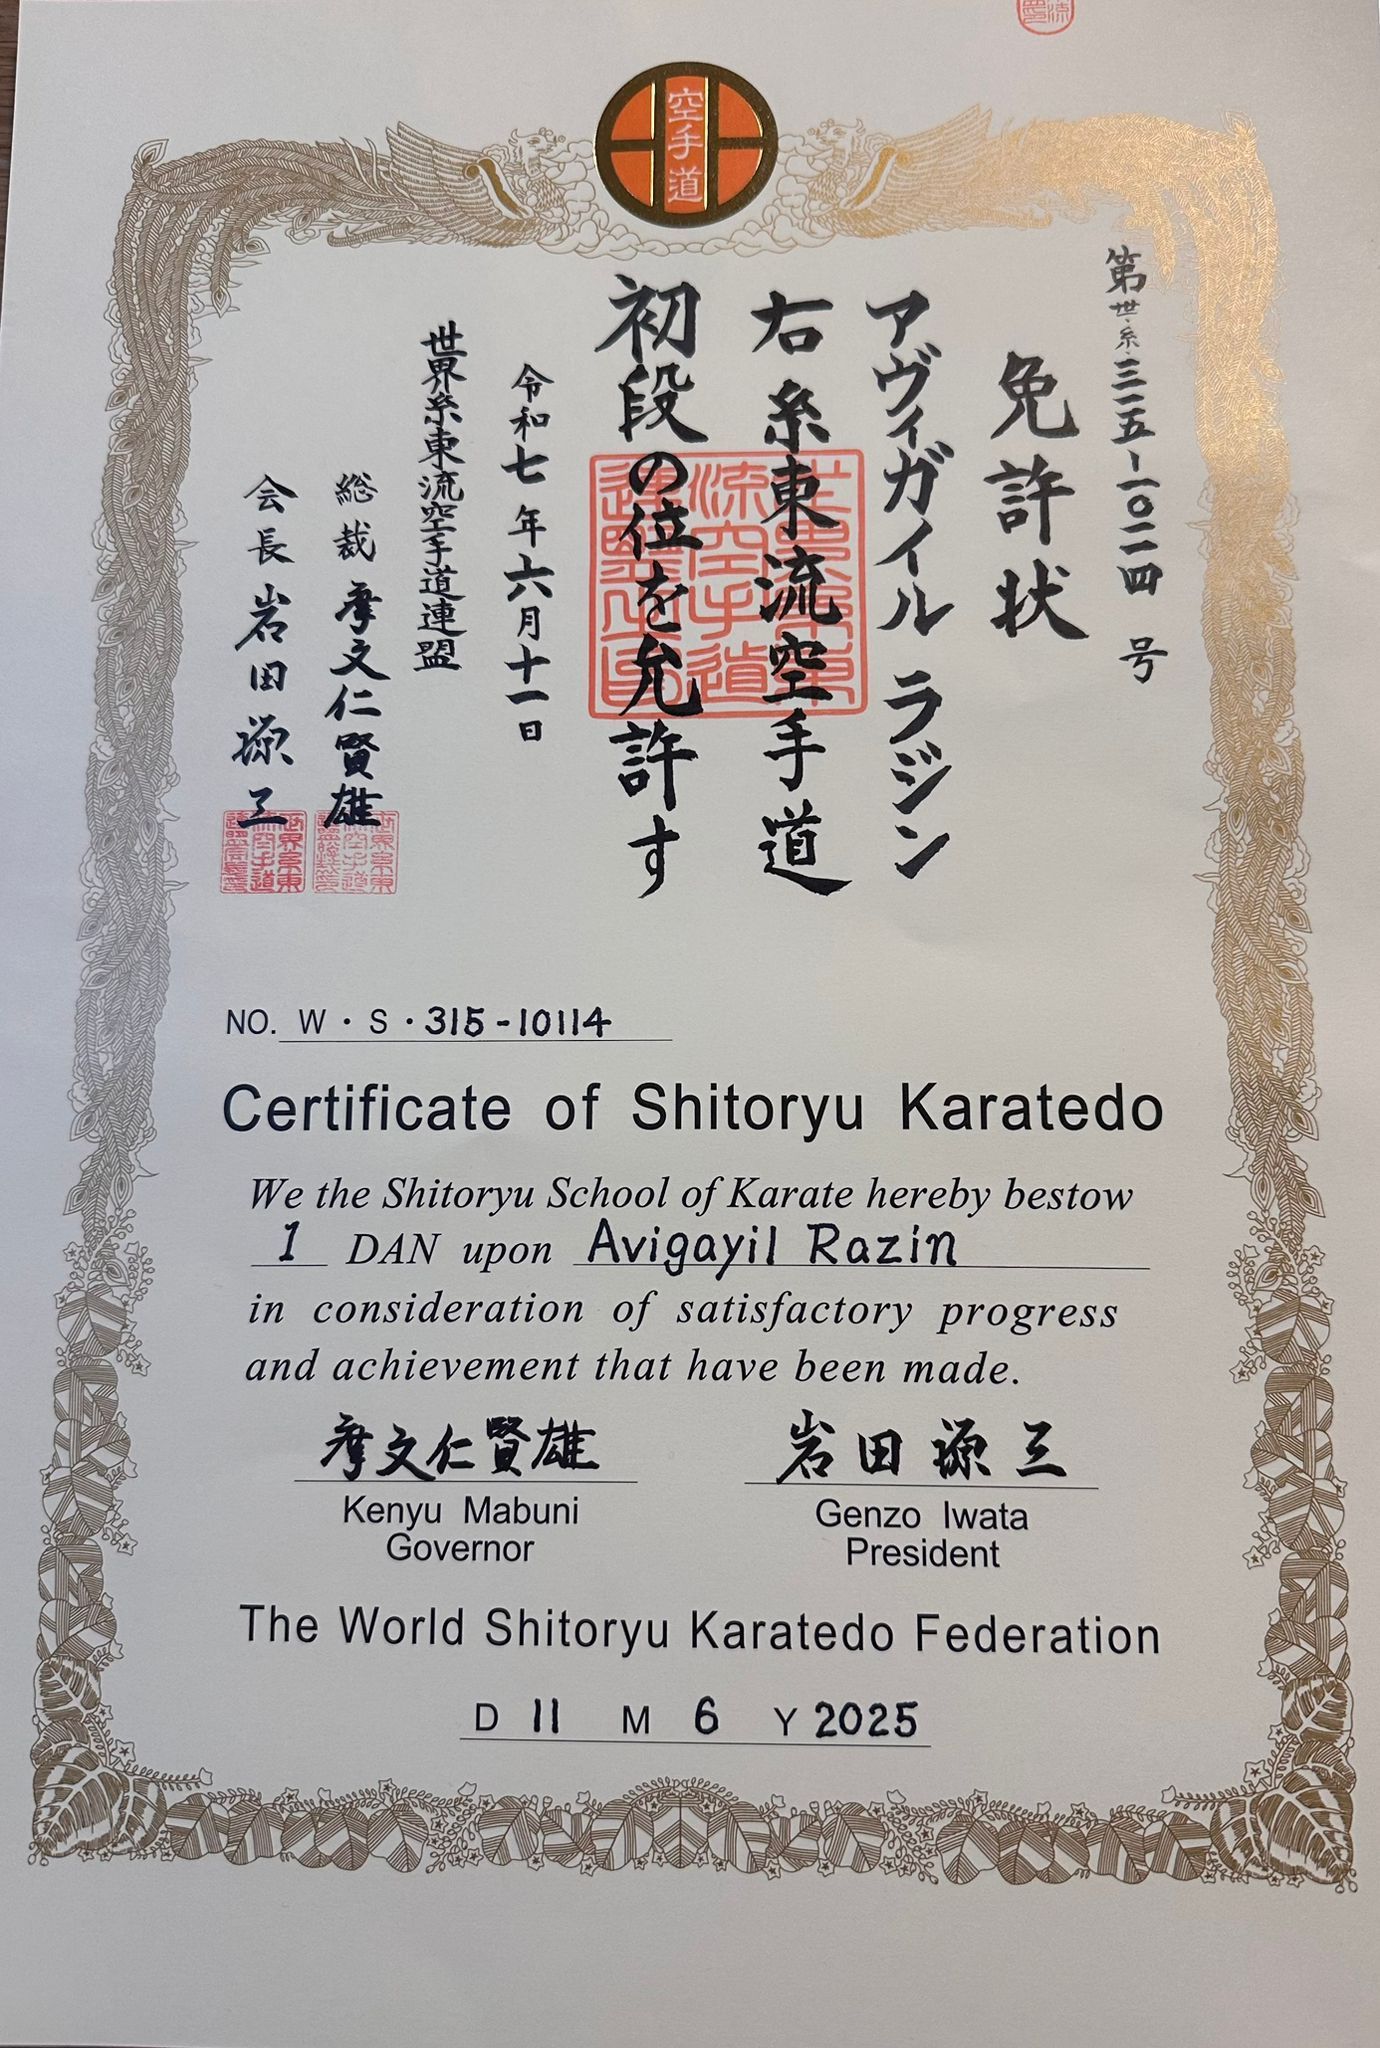 空手道
第世・糸・三一五-一〇一一四 号
免許状
アヴィガイル ラジン
右 糸東流空手道
初段の位を允許す
令和七年六月十一日
世界糸東流空手道連盟
総裁 摩文仁賢雄
会長 岩田源三
NO. W・S・315-10114
Certificate of Shitoryu Karatedo
We the Shitoryu School of Karate hereby bestow
1 DAN upon Avigayil Razin
in consideration of satisfactory progress
and achievement that have been made.
摩文仁賢雄 岩田源三
Kenyu Mabuni Genzo Iwata
Governor President
The World Shitoryu Karatedo Federation
D 11 M 6 Y 2025